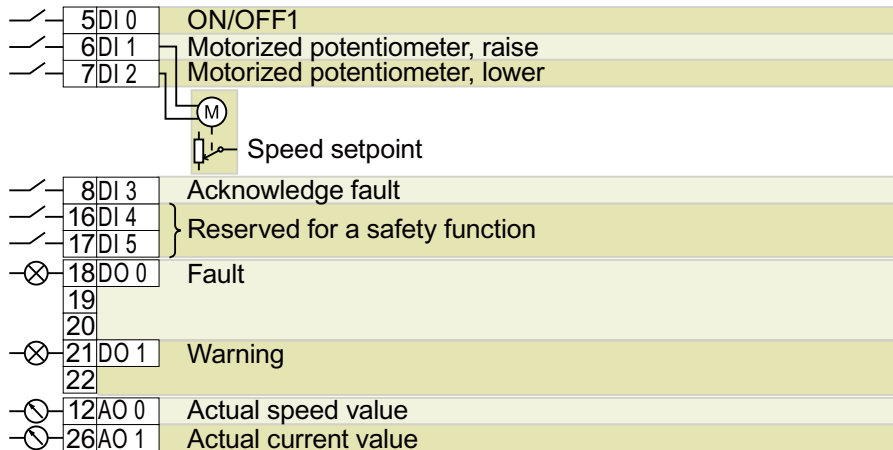 5 DI 0 ON/OFF1
6 DI 1 Motorized potentiometer, raise
7 DI 2 Motorized potentiometer, lower
M
Speed setpoint
8 DI 3 Acknowledge fault
16 DI 4
Reserved for a safety function
17 DI 5
18 DO 0 Fault
19
20
21 DO 1 Warning
22
12 AO 0 Actual speed value
26 AO 1 Actual current value